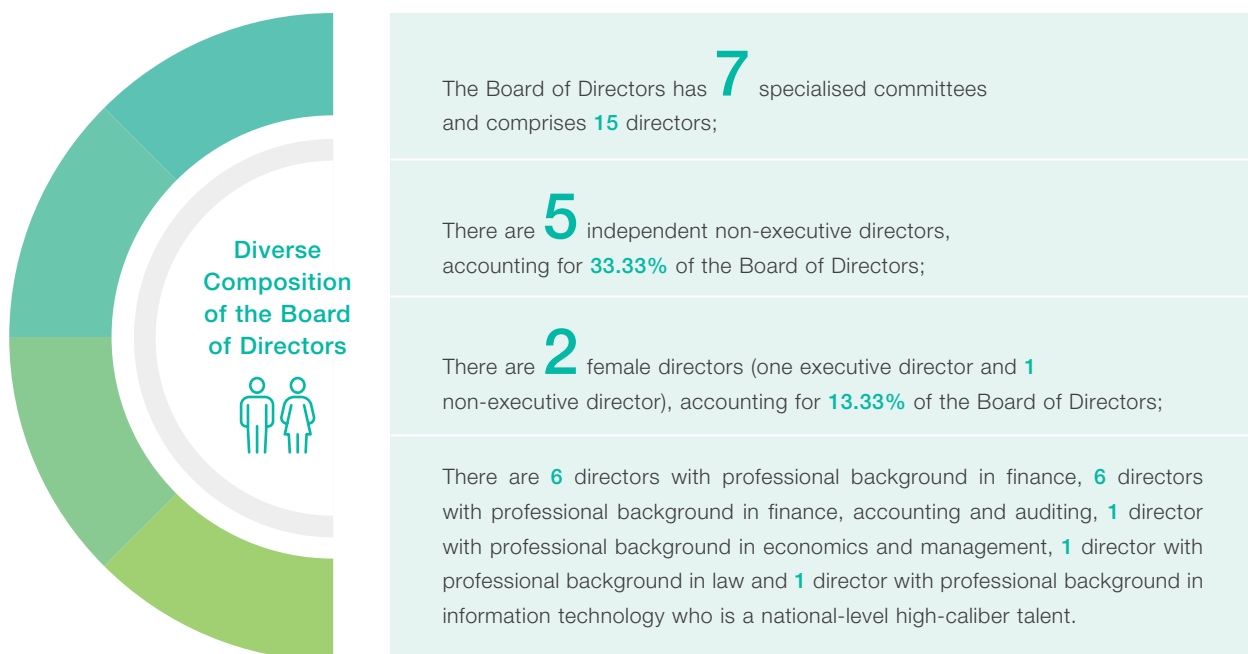 Diverse
Composition
of the Board
of Directors
The Board of Directors has 7 specialised committees
and comprises 15 directors;
There are 5 independent non-executive directors,
accounting for 33.33% of the Board of Directors;
There are 2 female directors (one executive director and 1
non-executive director), accounting for 13.33% of the Board of Directors;
There are 6 directors with professional background in finance, 6 directors
with professional background in finance, accounting and auditing, 1 director
with professional background in economics and management, 1 director with
professional background in law and 1 director with professional background in
information technology who is a national-level high-caliber talent.